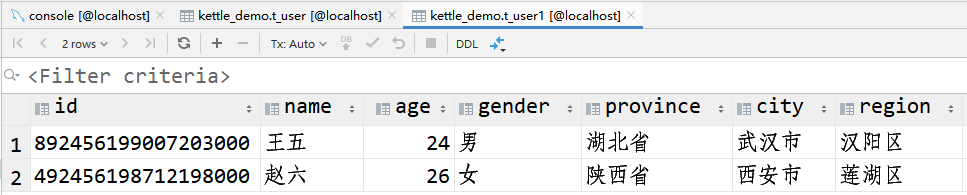 console [@localhost] kettle_demo.t_user [@localhost] kettle_demo.t_user1 [@localhost]
2 rows Tx: Auto DB DDL
<Filter criteria>
id name age gender province city region
1 892456199007203000 王五 24 男 湖北省 武汉市 汉阳区
2 492456198712198000 赵六 26 女 陕西省 西安市 莲湖区